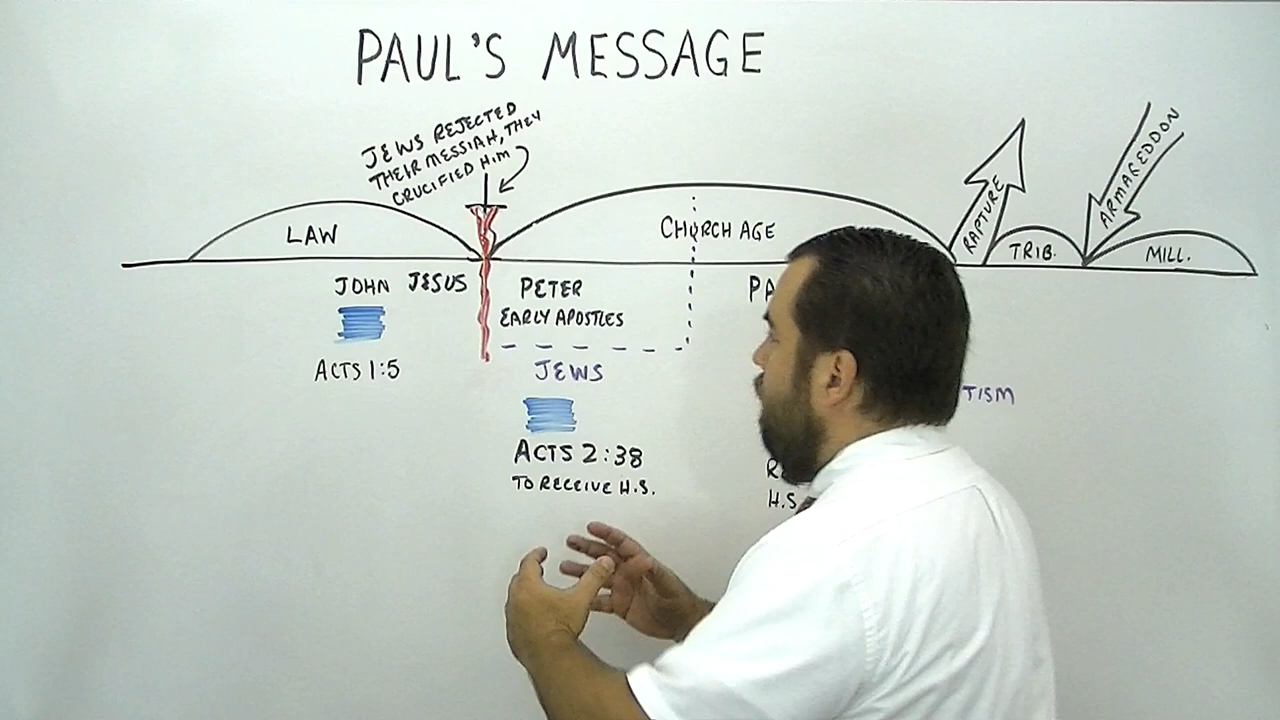 PAUL'S MESSAGE
JEWS REJECTED
THEIR MESSIAH, THEY
CRUCIFIED HIM
LAW
CHURCH AGE
RAPTURE
TRIB.
ARMAGEDDON
MILL.
JOHN JESUS
PETER
EARLY APOSTLES
JEWS
ACTS 1:5
ACTS 2:38
TO RECEIVE H.S.
H.S.